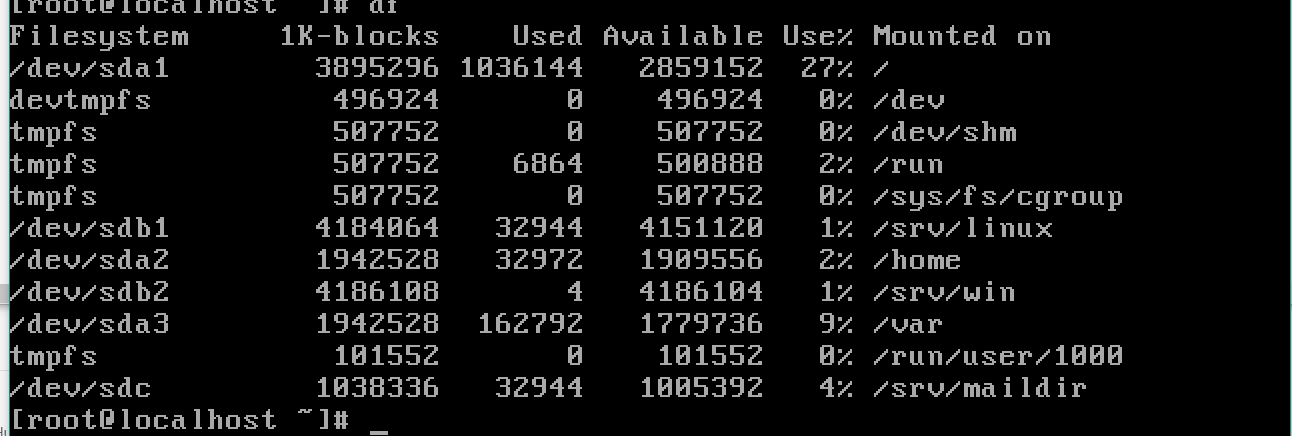 [root@localhost ~]# df
Filesystem     1K-blocks    Used Available Use% Mounted on
/dev/sda1        3895296 1036144   2859152  27% /
devtmpfs          496924       0    496924   0% /dev
tmpfs             507752       0    507752   0% /dev/shm
tmpfs             507752    6864    500888   2% /run
tmpfs             507752       0    507752   0% /sys/fs/cgroup
/dev/sdb1        4184064   32944   4151120   1% /srv/linux
/dev/sda2        1942528   32972   1909556   2% /home
/dev/sdb2        4186108       4   4186104   1% /srv/win
/dev/sda3        1942528  162792   1779736   9% /var
tmpfs             101552       0    101552   0% /run/user/1000
/dev/sdc         1038336   32944   1005392   4% /srv/maildir
[root@localhost ~]#